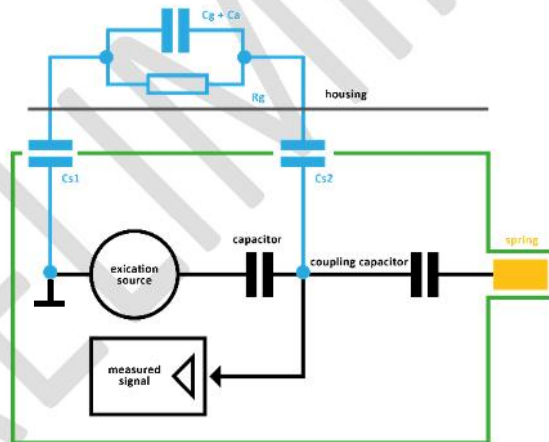 Cg + Ca
Rg
housing
Cs1
Cs2
capacitor
coupling capacitor
spring
exication
source
measured
signal